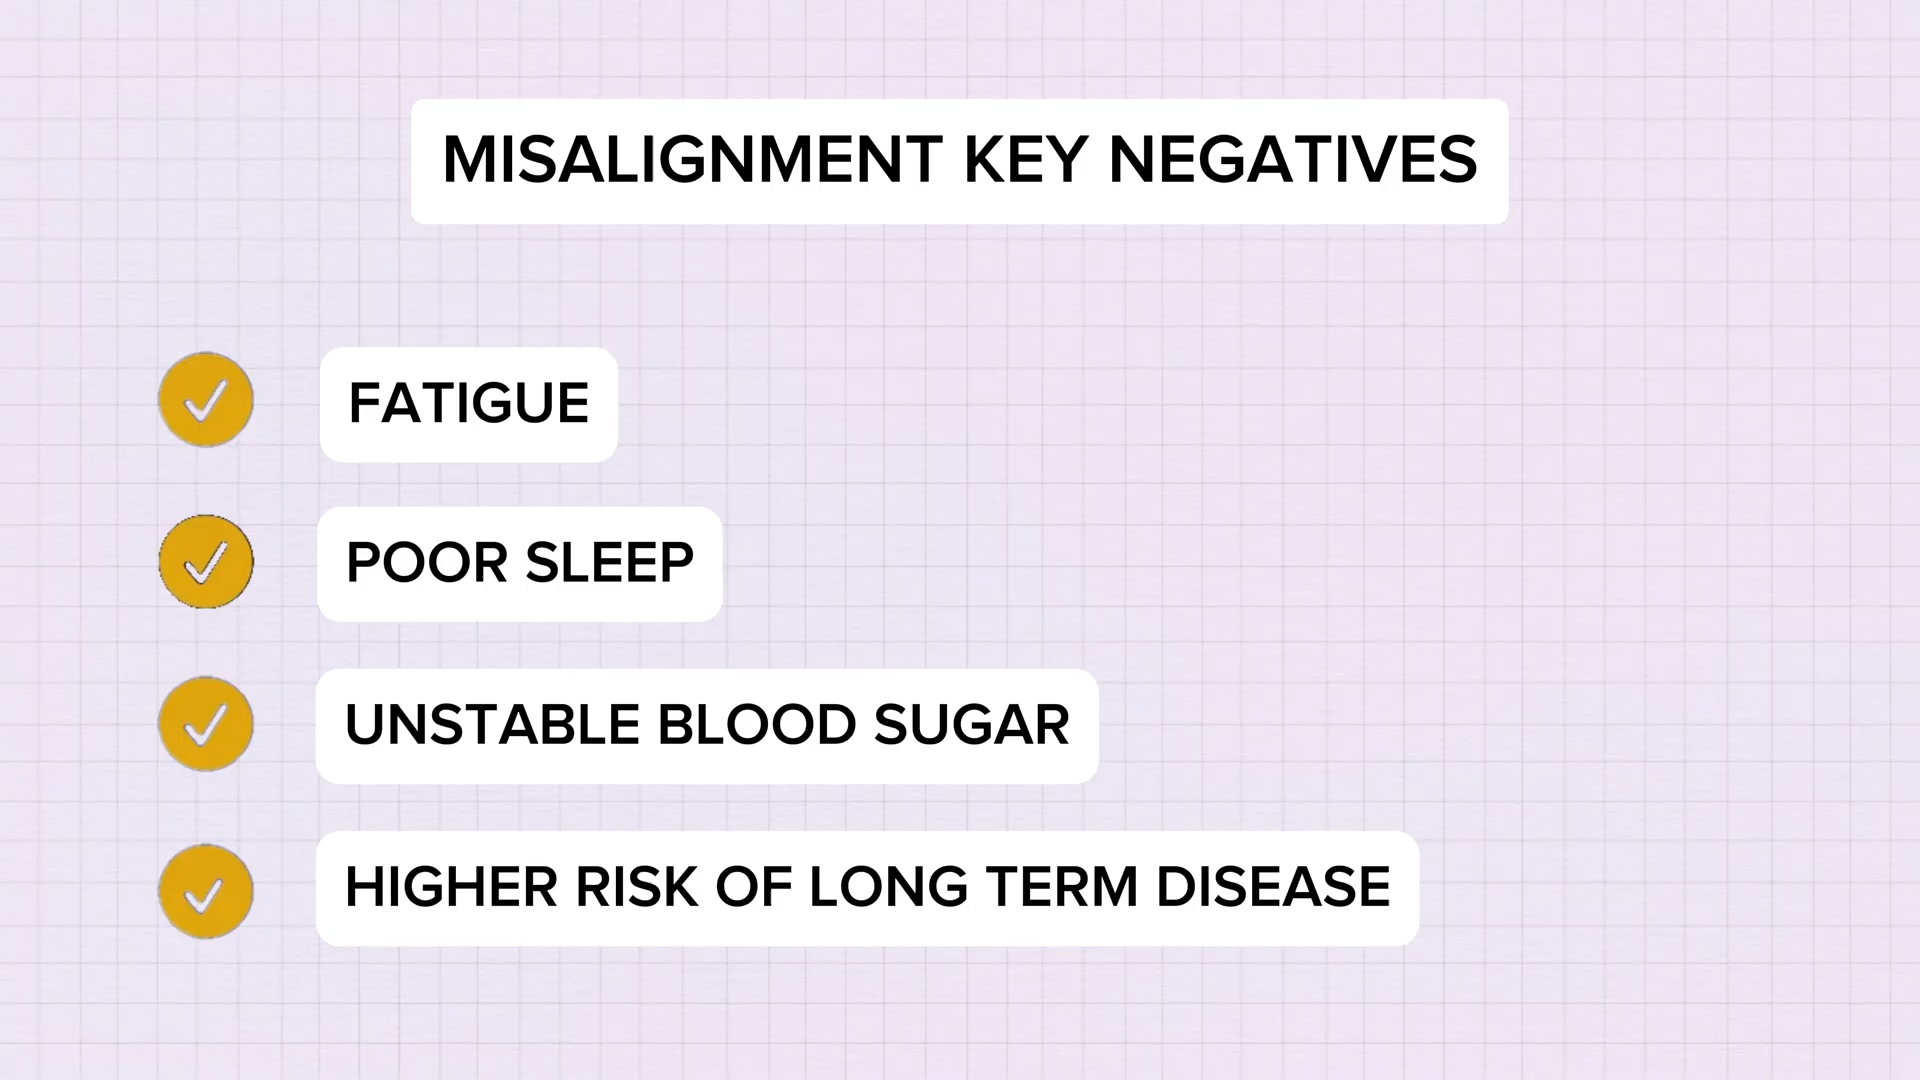 MISALIGNMENT KEY NEGATIVES
FATIGUE
POOR SLEEP
UNSTABLE BLOOD SUGAR
HIGHER RISK OF LONG TERM DISEASE